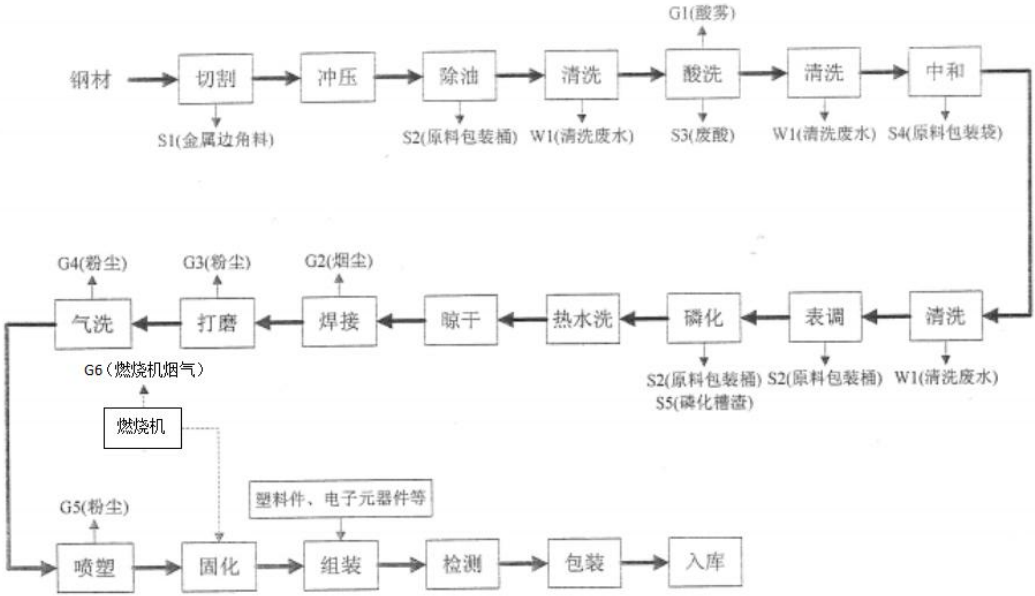 G1(酸雾)
钢材
切割
冲压
除油
清洗
酸洗
清洗
中和
S1(金属边角料)
S2(原料包装桶)
W1(清洗废水)
S3(废酸)
W1(清洗废水)
S4(原料包装袋)
G4(粉尘)
G3(粉尘)
G2(烟尘)
气洗
打磨
焊接
晾干
热水洗
磷化
表调
清洗
G6（燃烧机烟气）
S2(原料包装桶)
S5(磷化槽渣)
S2(原料包装桶)
W1(清洗废水)
燃烧机
G5(粉尘)
塑料件、电子元器件等
喷塑
固化
组装
检测
包装
入库